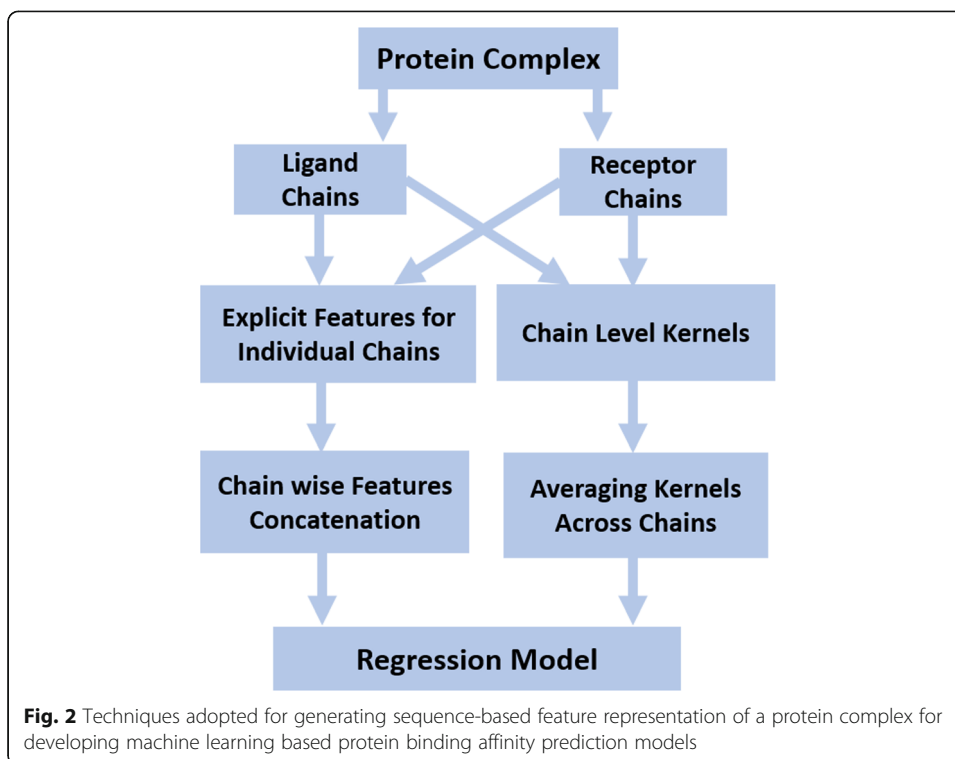 Protein Complex
Ligand
Chains
Receptor
Chains
Explicit Features for
Individual Chains
Chain Level Kernels
Chain wise Features
Concatenation
Averaging Kernels
Across Chains
Regression Model
Fig. 2 Techniques adopted for generating sequence-based feature representation of a protein complex for
developing machine learning based protein binding affinity prediction models